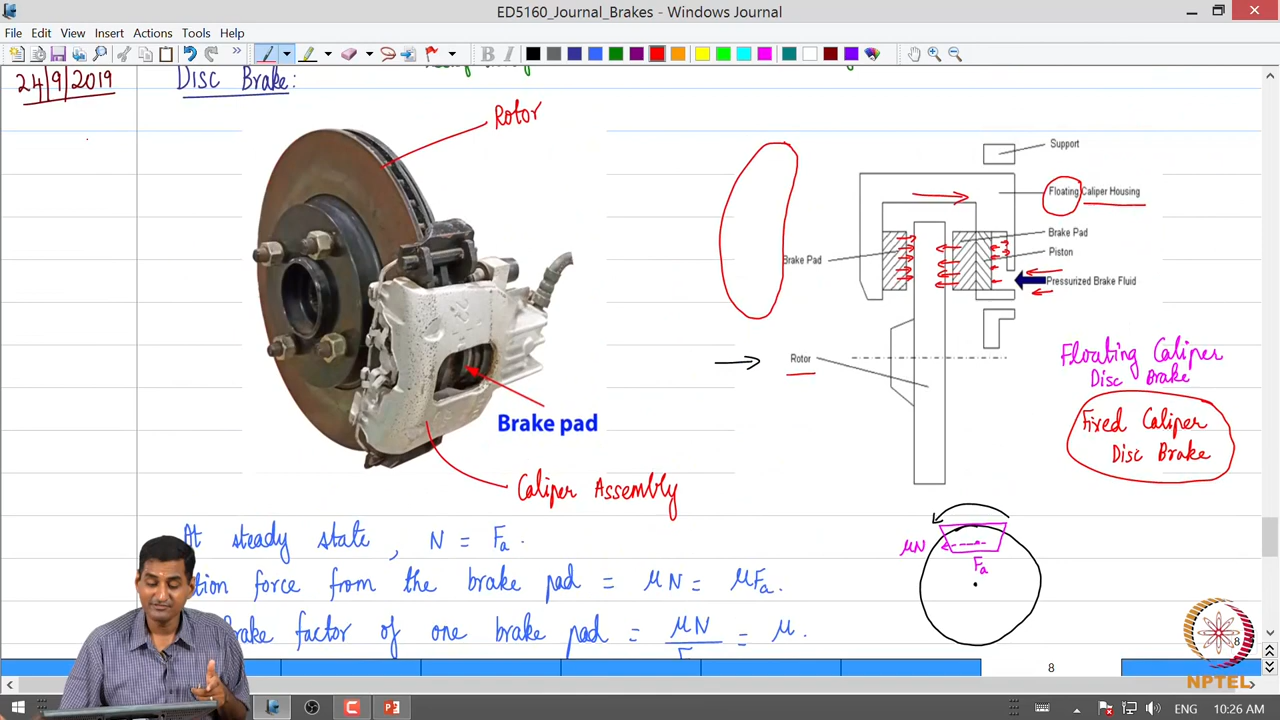 ED5160_Journal_Brakes - Windows Journal
File Edit View Insert Actions Tools Help
B I U
24/9/2019 Disc Brake:
Rotor
Support
Floating Caliper Housing
Brake Pad
Brake Pad
Piston
Pressurized Brake Fluid
Rotor
Floating Caliper
Disc Brake
Fixed Caliper
Disc Brake
Brake pad
Caliper Assembly
At steady state, N = Fa.
tion force from the brake pad = μN = μFa.
brake factor of one brake pad = μN = μ.
μN
Fa
8
8
NPTEL
ENG 10:26 AM